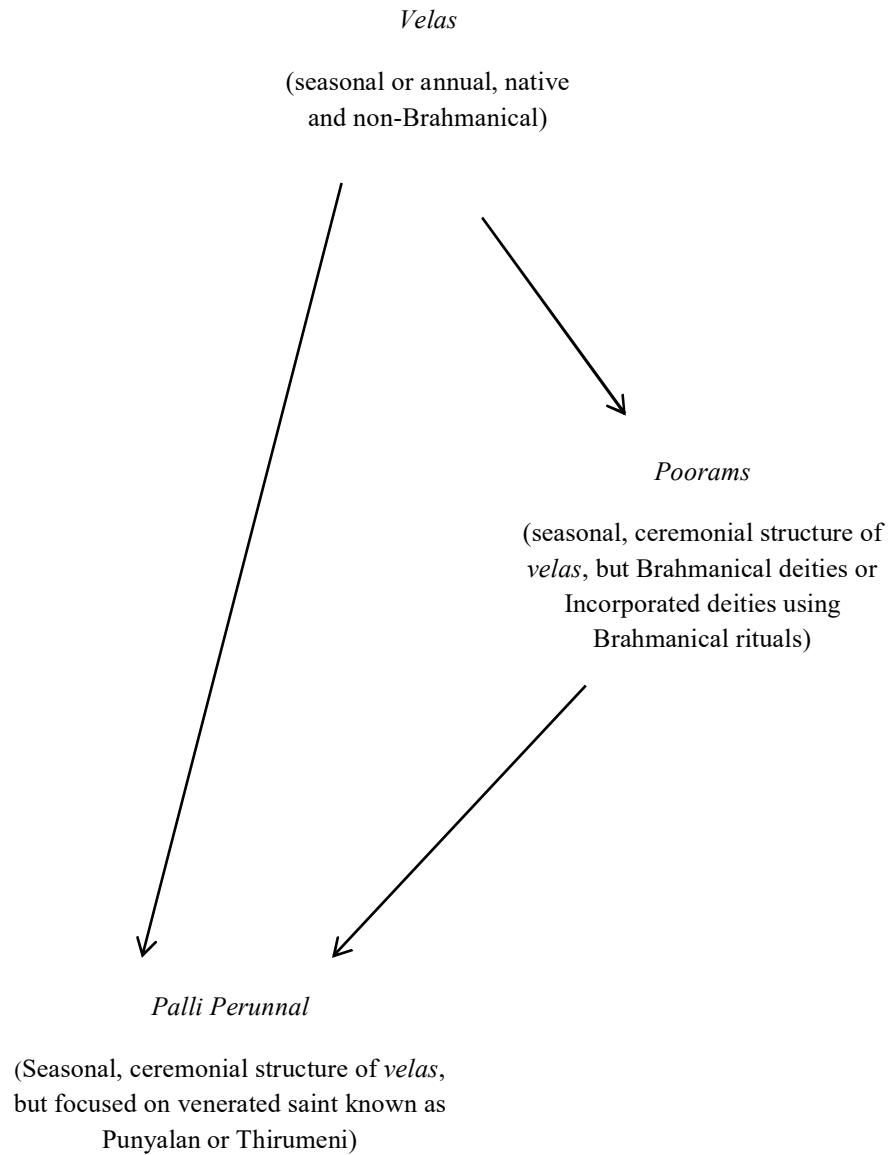 Velas
(seasonal or annual, native
and non-Brahmanical)
Poorams
(seasonal, ceremonial structure of
velas, but Brahmanical deities or
Incorporated deities using
Brahmanical rituals)
Palli Perunnal
(Seasonal, ceremonial structure of velas,
but focused on venerated saint known as
Punyalan or Thirumeni)